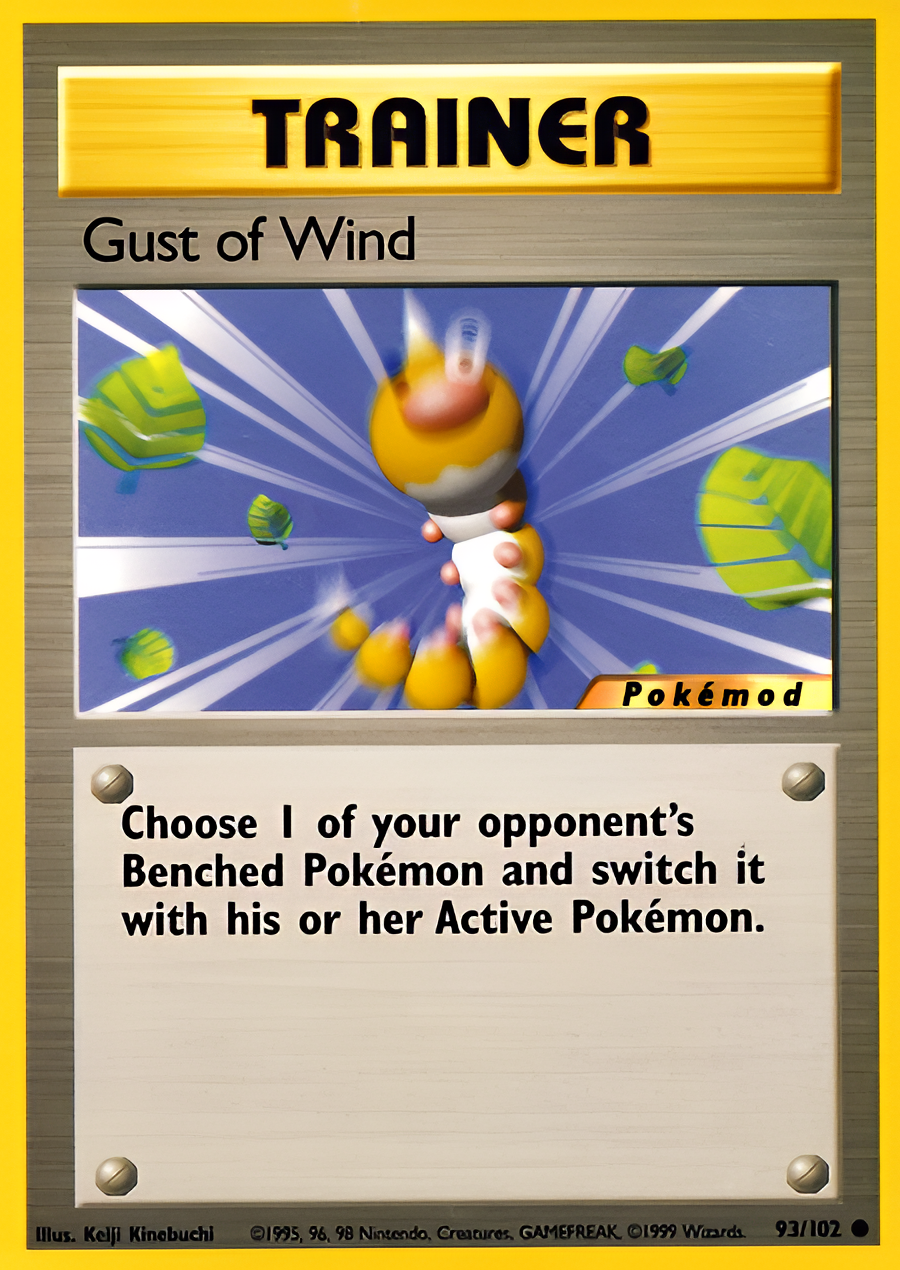 TRAINER
Gust of Wind
Pokémod
Choose 1 of your opponent's
Benched Pokémon and switch it
with his or her Active Pokémon.
Illus. Keiji Kinebuchi ©1995, 96, 98 Nintendo, Creatures, GAMEFREAK. ©1999 Wizards. 93/102